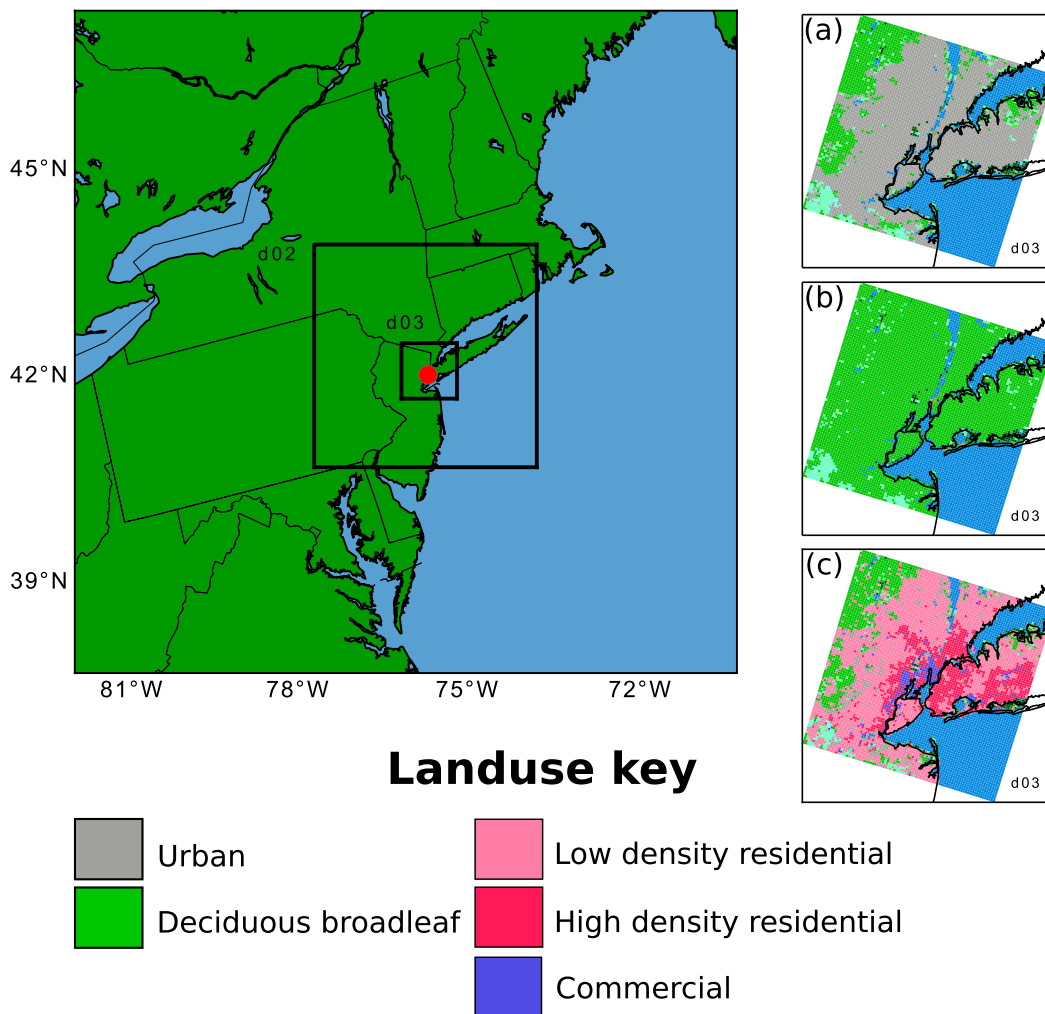 45°N
42°N
39°N
81°W
78°W
75°W
72°W
d02
d03
(a)
d03
(b)
d03
(c)
d03
Landuse key
Urban
Deciduous broadleaf
Low density residential
High density residential
Commercial